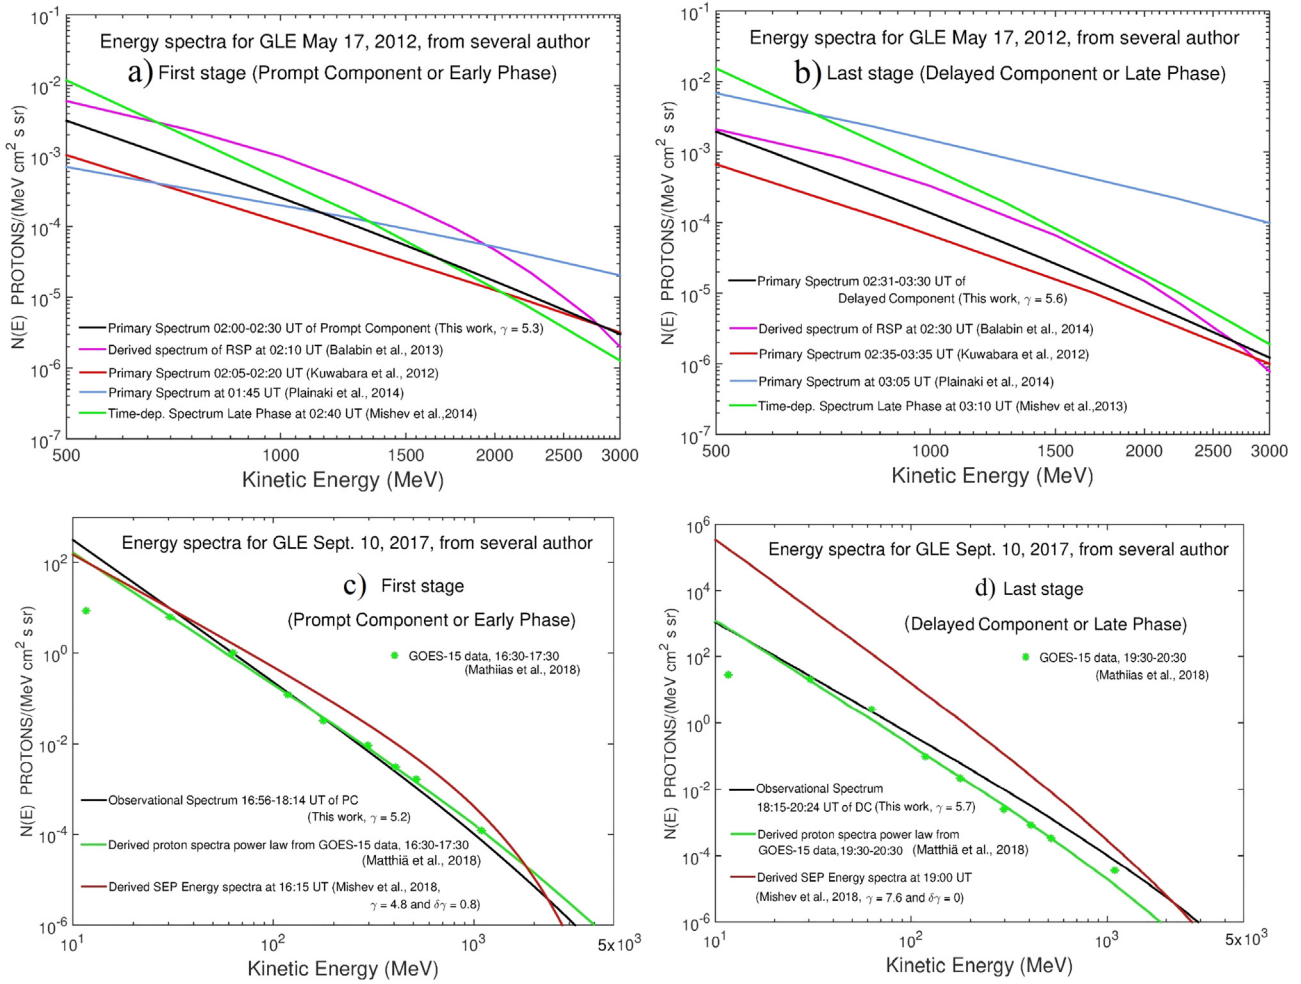 Energy spectra for GLE May 17, 2012, from several author
a) First stage (Prompt Component or Early Phase)
10^-1
10^-2
10^-3
10^-4
10^-5
10^-6
10^-7
N(E) PROTONS/(MeV cm^2 s sr)
Primary Spectrum 02:00-02:30 UT of Prompt Component (This work, γ = 5.3)
Derived spectrum of RSP at 02:10 UT (Balabin et al., 2013)
Primary Spectrum 02:05-02:20 UT (Kuwabara et al., 2012)
Primary Spectrum at 01:45 UT (Plainaki et al., 2014)
Time-dep. Spectrum Late Phase at 02:40 UT (Mishev et al.,2014)
500
1000
1500
2000
2500
3000
Kinetic Energy (MeV)
Energy spectra for GLE May 17, 2012, from several author
b) Last stage (Delayed Component or Late Phase)
10^-1
10^-2
10^-3
10^-4
10^-5
10^-6
10^-7
N(E) PROTONS/(MeV cm^2 s sr)
Primary Spectrum 02:31-03:30 UT of
Delayed Component (This work, γ = 5.6)
Derived spectrum of RSP at 02:30 UT (Balabin et al., 2014)
Primary Spectrum 02:35-03:35 UT (Kuwabara et al., 2012)
Primary Spectrum at 03:05 UT (Plainaki et al., 2014)
Time-dep. Spectrum Late Phase at 03:10 UT (Mishev et al.,2013)
500
1000
1500
2000
2500
3000
Kinetic Energy (MeV)
Energy spectra for GLE Sept. 10, 2017, from several author
c) First stage
(Prompt Component or Early Phase)
GOES-15 data, 16:30-17:30
(Mathiias et al., 2018)
10^2
10^0
10^-2
10^-4
10^-6
N(E) PROTONS/(MeV cm^2 s sr)
Observational Spectrum 16:56-18:14 UT of PC
(This work, γ = 5.2)
Derived proton spectra power law from GOES-15 data, 16:30-17:30
(Matthiä et al., 2018)
Derived SEP Energy spectra at 16:15 UT (Mishev et al., 2018,
γ = 4.8 and δγ = 0.8)
10^1
10^2
10^3
5x10^3
Kinetic Energy (MeV)
Energy spectra for GLE Sept. 10, 2017, from several author
d) Last stage
(Delayed Component or Late Phase)
GOES-15 data, 19:30-20:30
(Mathiias et al., 2018)
10^6
10^4
10^2
10^0
10^-2
10^-4
10^-6
N(E) PROTONS/(MeV cm^2 s sr)
Observational Spectrum
18:15-20:24 UT of DC (This work, γ = 5.7)
Derived proton spectra power law from
GOES-15 data,19:30-20:30 (Matthiä et al., 2018)
Derived SEP Energy spectra at 19:00 UT
(Mishev et al., 2018, γ = 7.6 and δγ = 0)
10^1
10^2
10^3
5x10^3
Kinetic Energy (MeV)